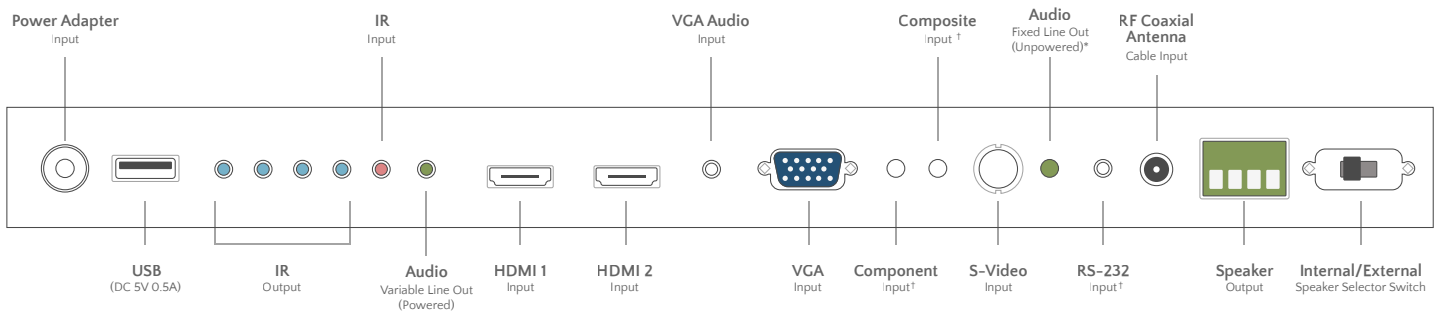 Power Adapter
Input
IR
Input
VGA Audio
Input
Composite
Input †
Audio
Fixed Line Out
(Unpowered)*
RF Coaxial
Antenna
Cable Input
USB
(DC 5V 0.5A)
IR
Output
Audio
Variable Line Out
(Powered)
HDMI 1
Input
HDMI 2
Input
VGA
Input
Component
Input†
S-Video
Input
RS-232
Input†
Speaker
Output
Internal/External
Speaker Selector Switch